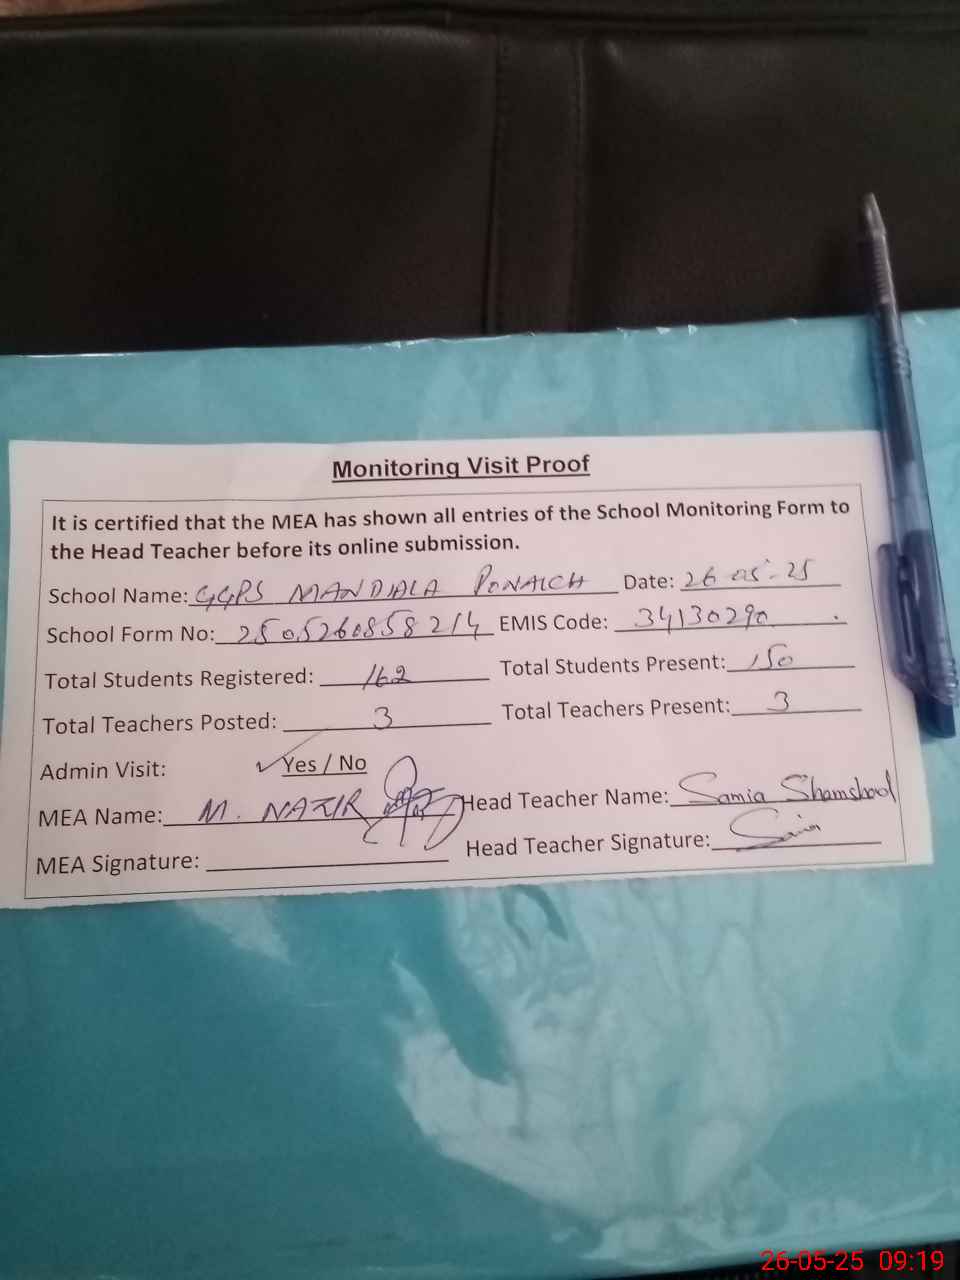 Monitoring Visit Proof
It is certified that the MEA has shown all entries of the School Monitoring Form to
the Head Teacher before its online submission.
School Name: GGPS MANDIALA PONAICH Date: 26-05-25
School Form No: 2505260858214 EMIS Code: 34130290
Total Students Registered: 162 Total Students Present: 150
Total Teachers Posted: 3 Total Teachers Present: 3
Admin Visit: ✓Yes / No
MEA Name: M. NAZIR Head Teacher Name: Samia Shamshad
MEA Signature: Head Teacher Signature: Samia
26-05-25 09:19